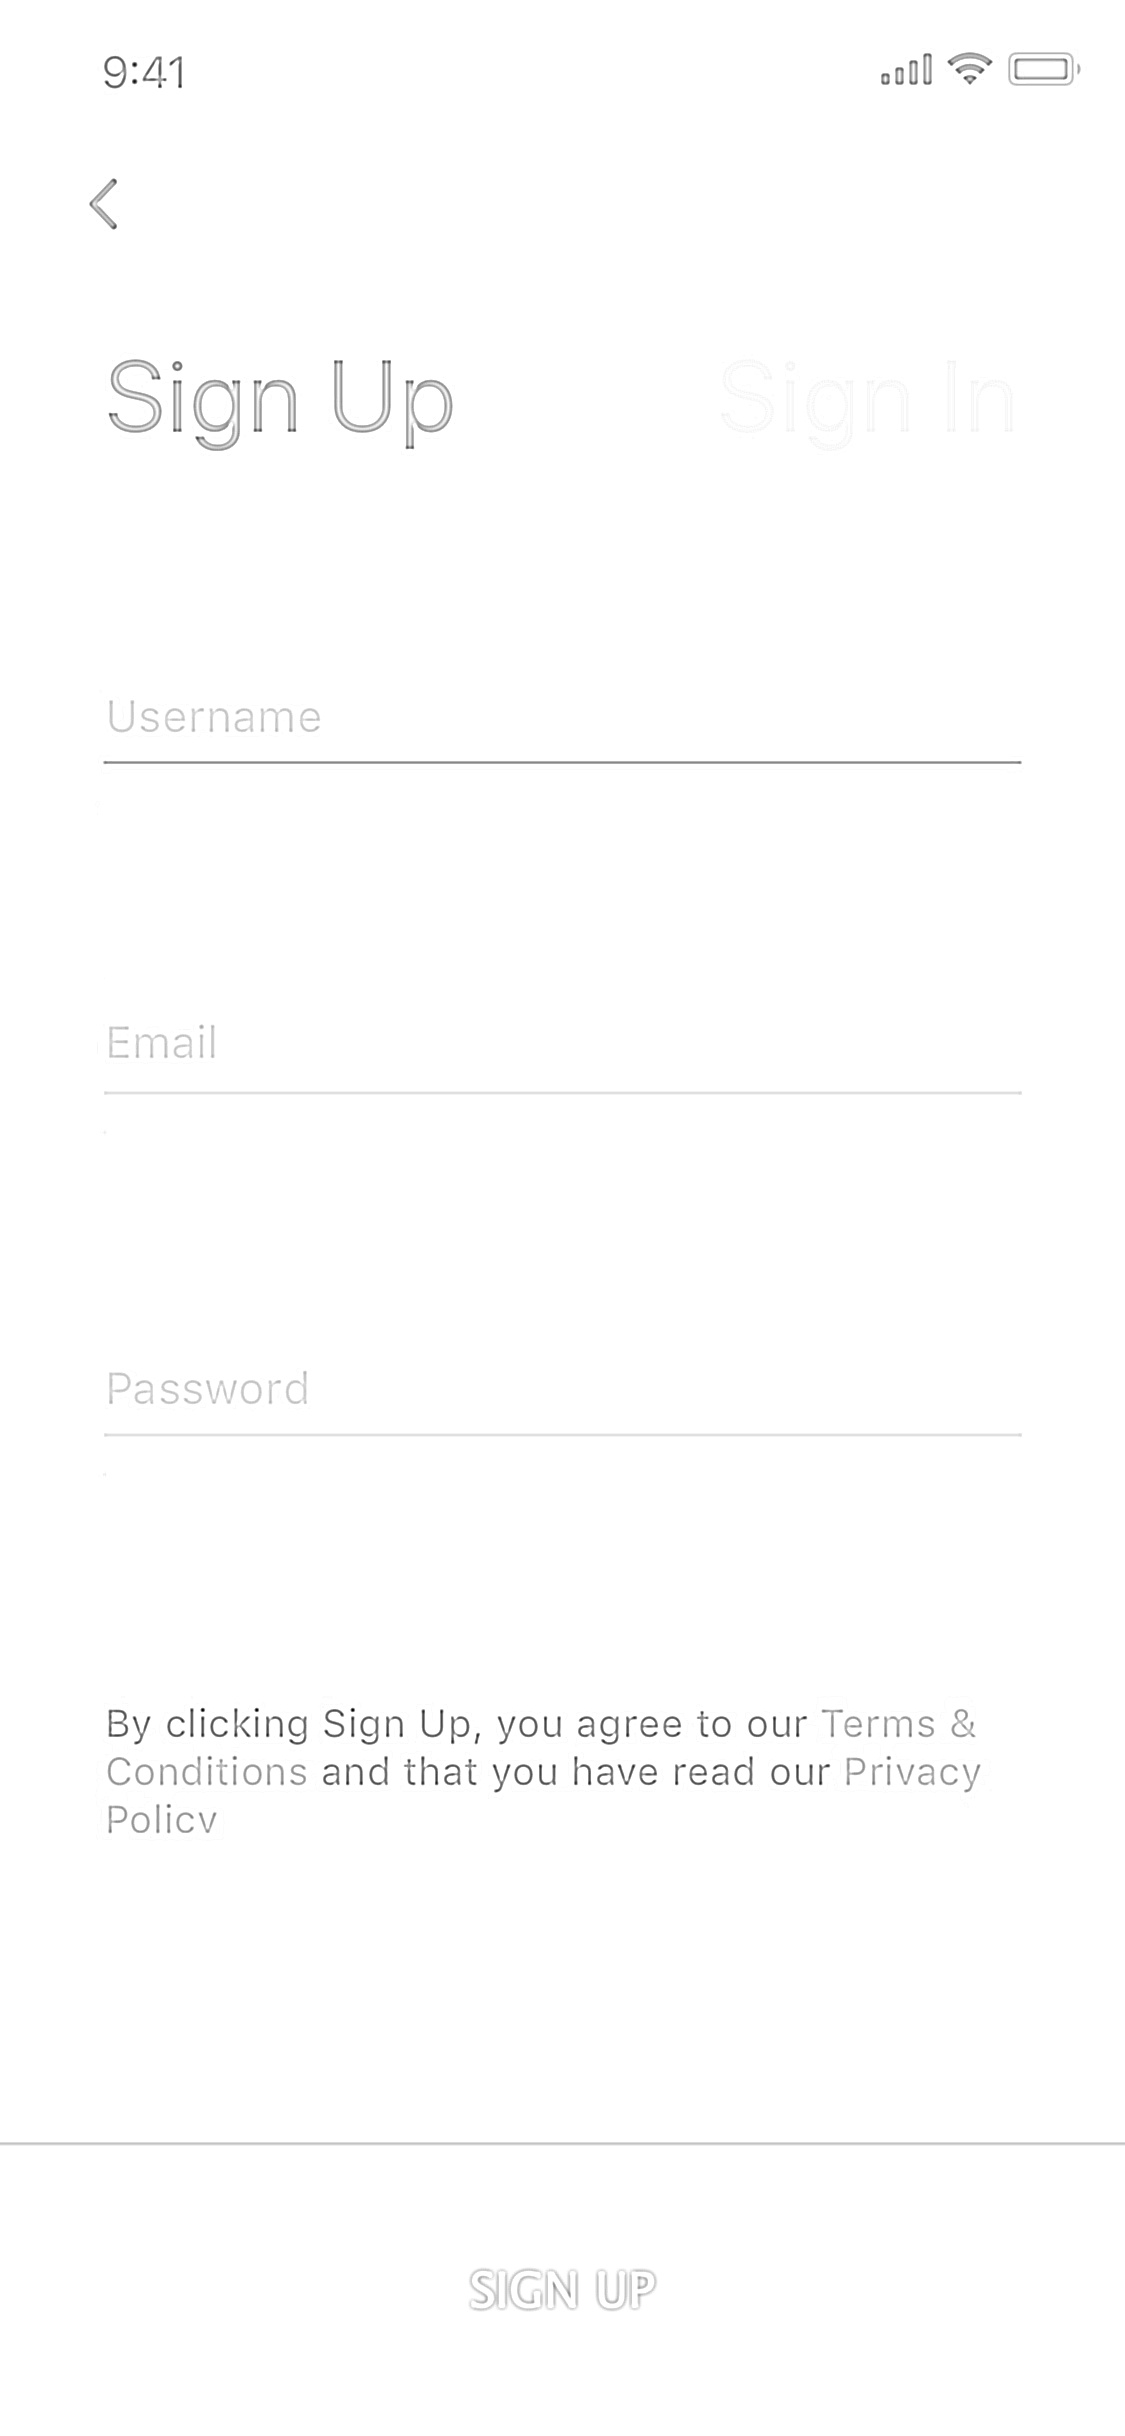 9:41
Sign Up Sign In
Username
Email
Password
By clicking Sign Up, you agree to our Terms &
Conditions and that you have read our Privacy
Policy
SIGN UP